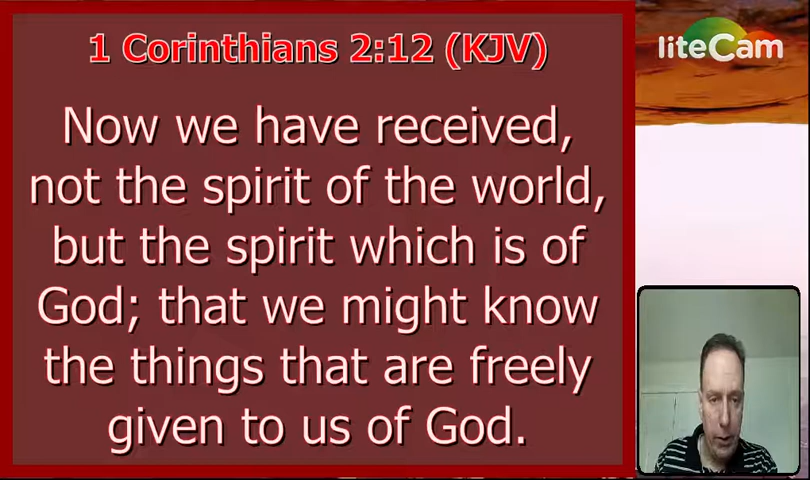 1 Corinthians 2:12 (KJV)
liteCam
Now we have received,
not the spirit of the world,
but the spirit which is of
God; that we might know
the things that are freely
given to us of God.